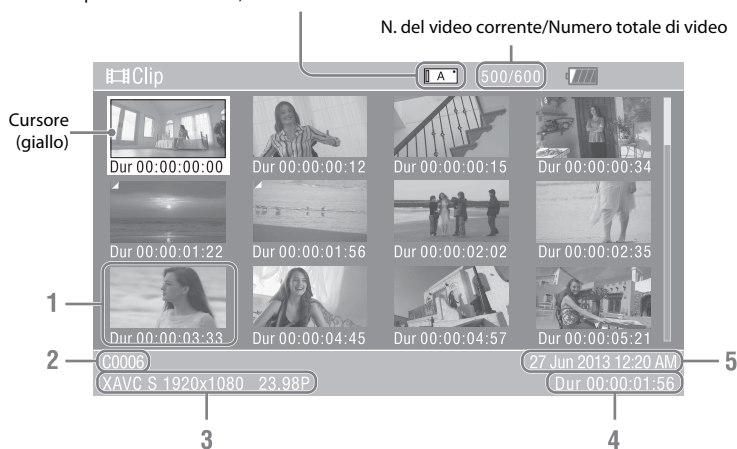 N. del video corrente/Numero totale di video
Clip
A
500/600
Cursore
(giallo)
Dur 00:00:00:00
Dur 00:00:00:12
Dur 00:00:00:15
Dur 00:00:00:34
Dur 00:00:01:22
Dur 00:00:01:56
Dur 00:00:02:02
Dur 00:00:02:35
1
Dur 00:00:03:33
Dur 00:00:04:45
Dur 00:00:04:57
Dur 00:00:05:21
2
C0006
27 Jun 2013 12:20 AM
5
XAVC S 1920x1080 23.98P
Dur 00:00:01:56
3
4